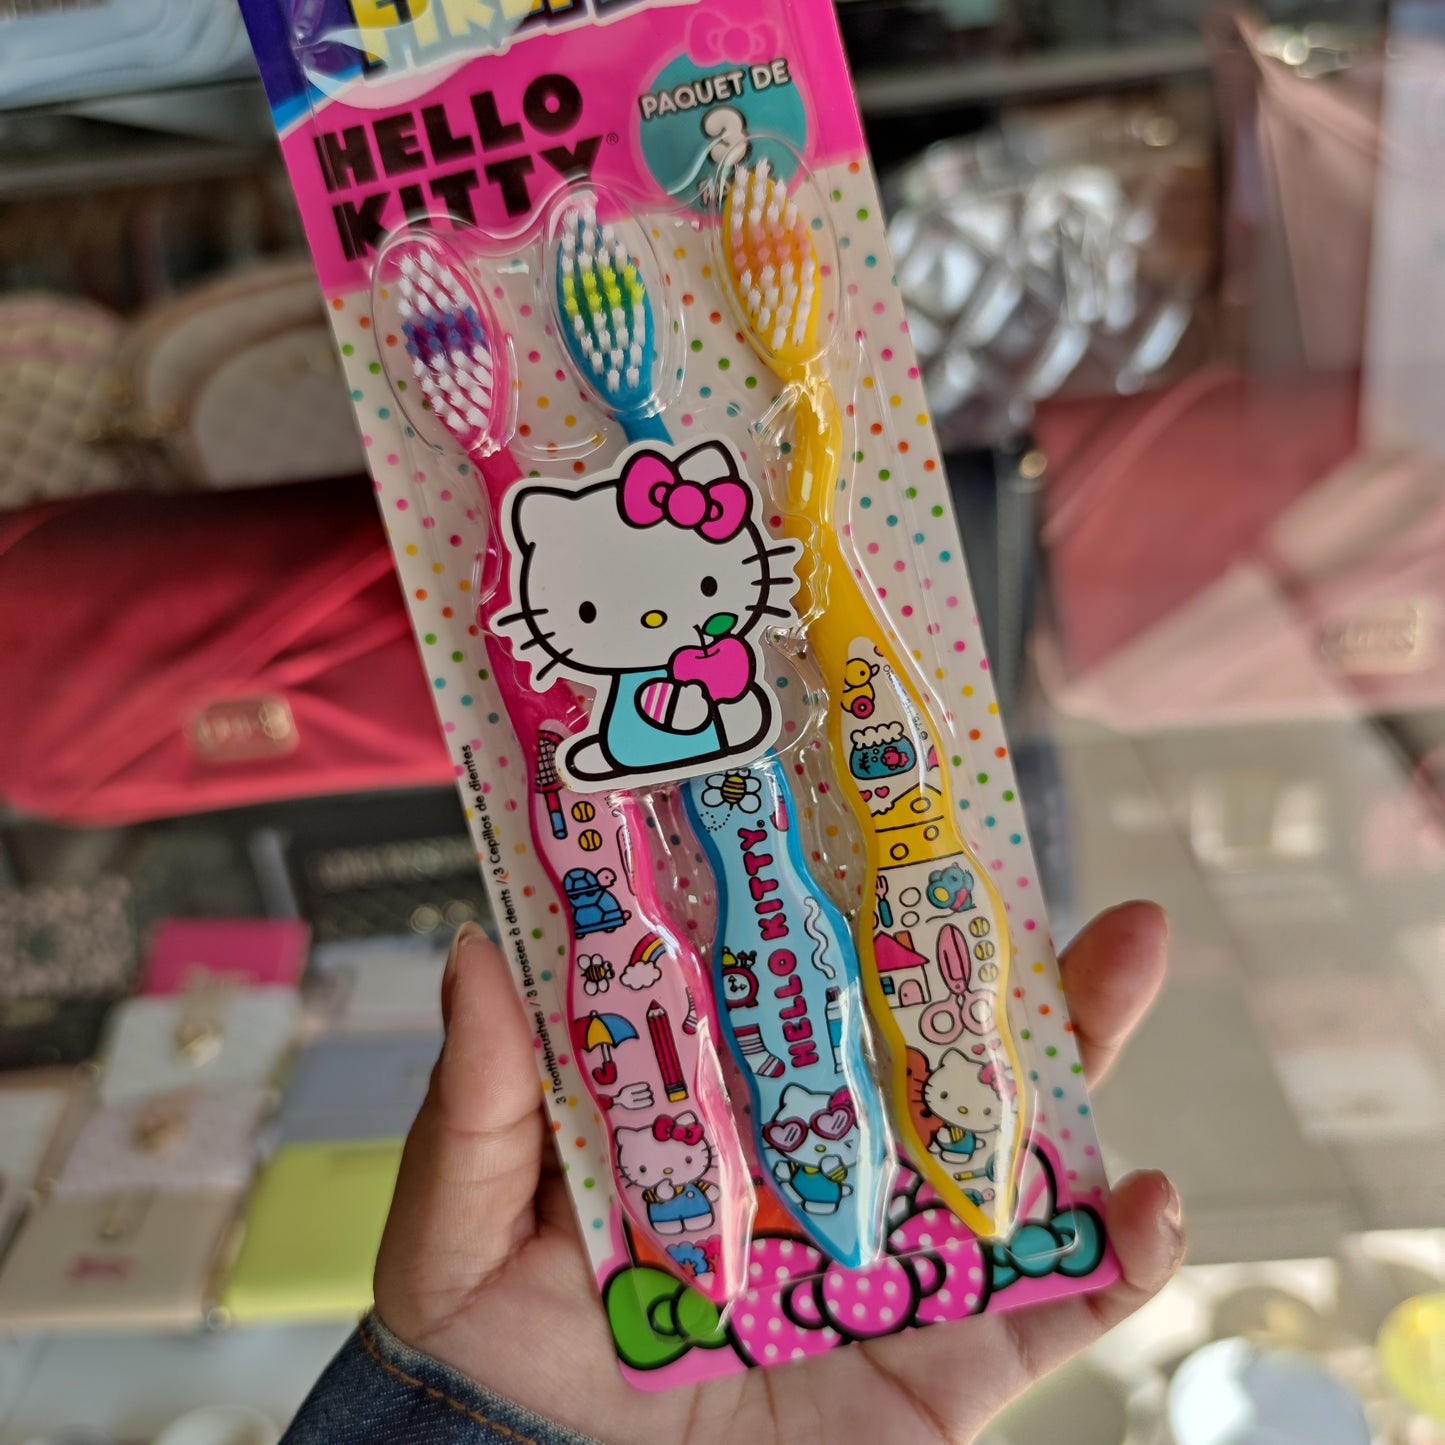 HELLO
KITTY®
PAQUET DE
3
3 Toothbrushes / 3 Brosses à dents / 3 Cepillos de dientes
HELLO KITTY®